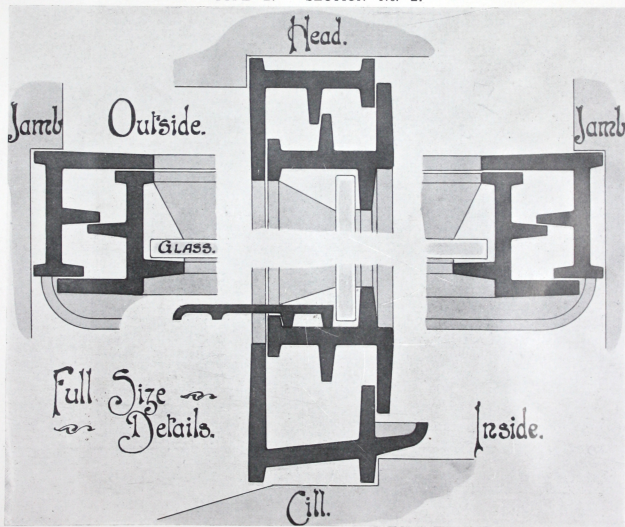 Head.
Jamb
Outside.
Jamb
GLASS.
Full Size
Details.
Inside.
Cill.